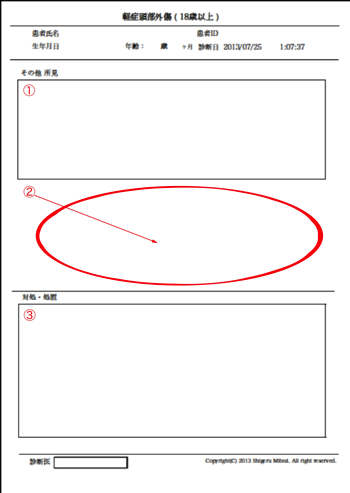 軽症頭部外傷 ( 18歳以上 )
患者氏名 患者ID
生年月日 年齢： 歳 ヶ月 診断日 2013/07/25 1:07:37
その他 所見
①
②
対処・処置
③
診断医
Copyright(C) 2013 Shigeru Mitsui. All right reserved.